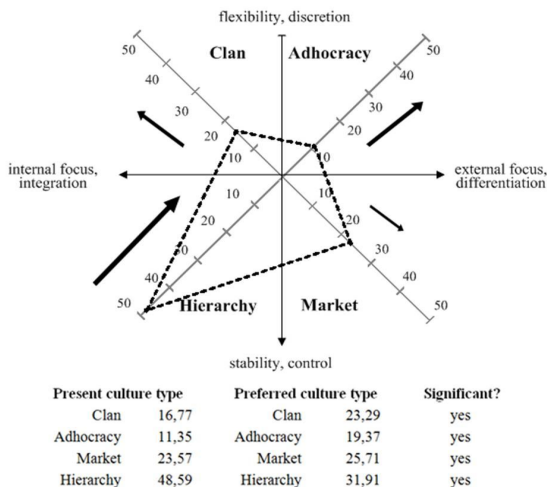 flexibility, discretion
Clan Adhocracy
50 50
40 40
30 30
20 20
10 0
internal focus, integration
external focus, differentiation
10 10
20 20
30 30
40 40
50 50
Hierarchy Market
stability, control
Present culture type Preferred culture type Significant?
Clan 16,77 Clan 23,29 yes
Adhocracy 11,35 Adhocracy 19,37 yes
Market 23,57 Market 25,71 yes
Hierarchy 48,59 Hierarchy 31,91 yes